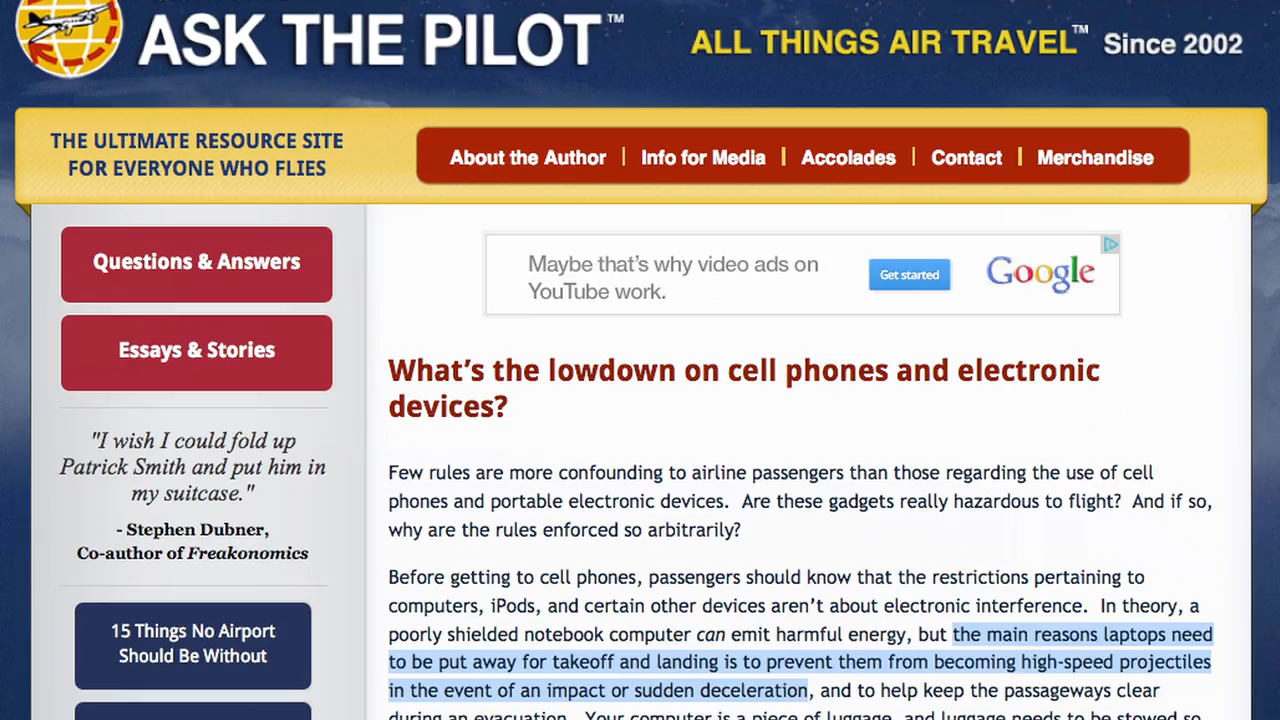 ASK THE PILOT™
ALL THINGS AIR TRAVEL™ Since 2002
THE ULTIMATE RESOURCE SITE
FOR EVERYONE WHO FLIES
About the Author | Info for Media | Accolades | Contact | Merchandise
Questions & Answers
Essays & Stories
"I wish I could fold up
Patrick Smith and put him in
my suitcase."
- Stephen Dubner,
Co-author of Freakonomics
15 Things No Airport
Should Be Without
Maybe that's why video ads on
YouTube work.
Get started
Google
What's the lowdown on cell phones and electronic
devices?
Few rules are more confounding to airline passengers than those regarding the use of cell
phones and portable electronic devices. Are these gadgets really hazardous to flight? And if so,
why are the rules enforced so arbitrarily?
Before getting to cell phones, passengers should know that the restrictions pertaining to
computers, iPods, and certain other devices aren't about electronic interference. In theory, a
poorly shielded notebook computer can emit harmful energy, but the main reasons laptops need
to be put away for takeoff and landing is to prevent them from becoming high-speed projectiles
in the event of an impact or sudden deceleration, and to help keep the passageways clear
during an evacuation. Your computer is a piece of luggage, and luggage needs to be stowed so